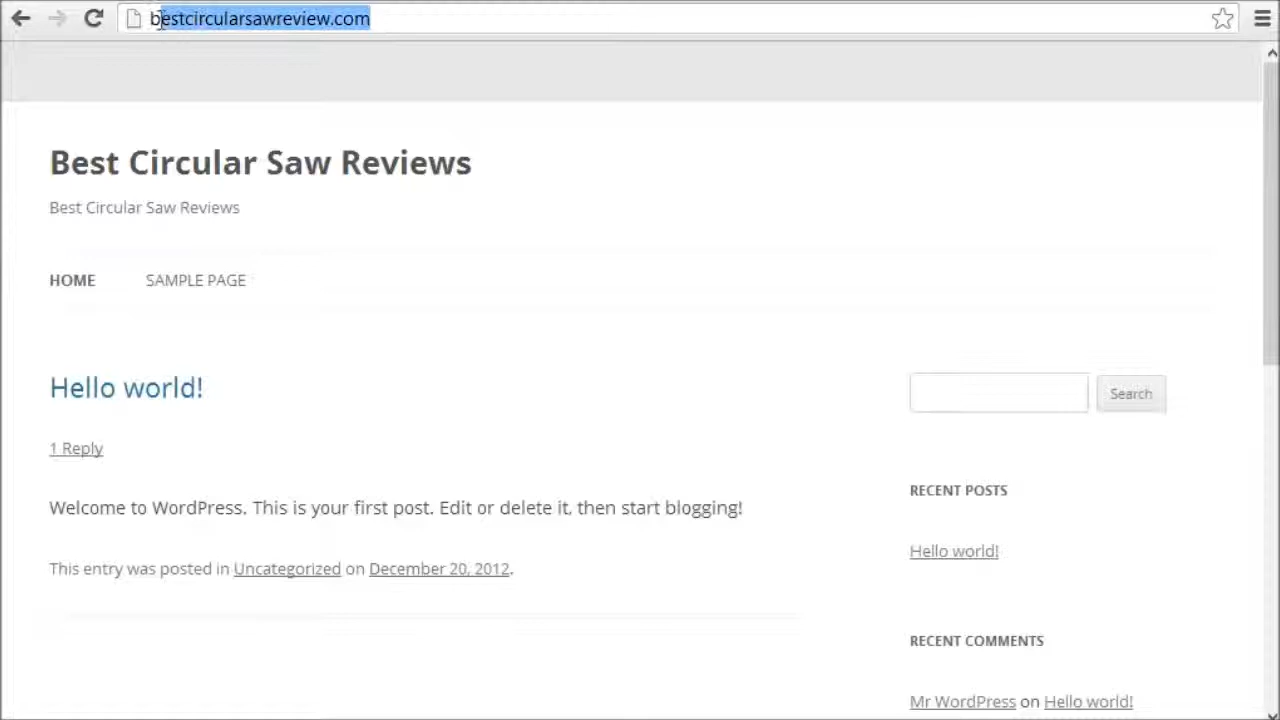 bestcircularsawreview.com
Best Circular Saw Reviews
Best Circular Saw Reviews
HOME SAMPLE PAGE
Hello world!
1 Reply
Welcome to WordPress. This is your first post. Edit or delete it, then start blogging!
This entry was posted in Uncategorized on December 20, 2012.
Search
RECENT POSTS
Hello world!
RECENT COMMENTS
Mr WordPress on Hello world!